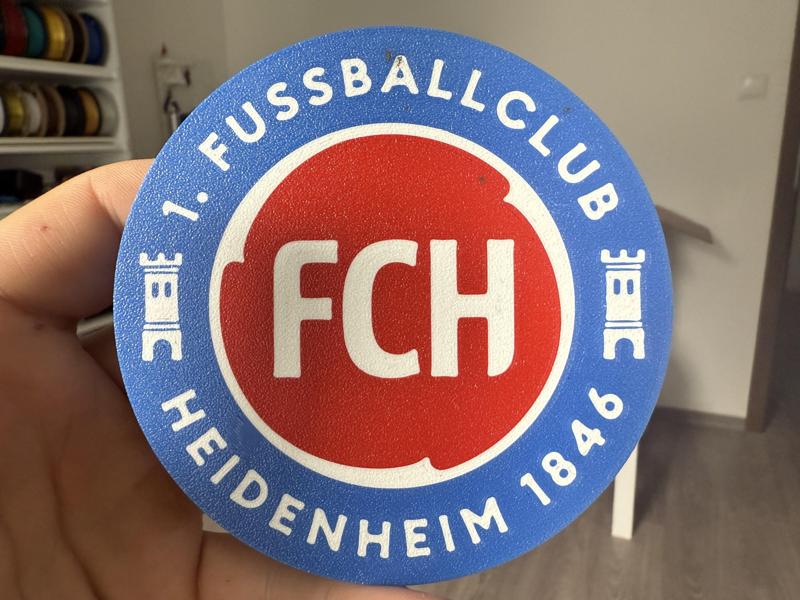 1. FUSSBALLCLUB
FCH
HEIDENHEIM 1846